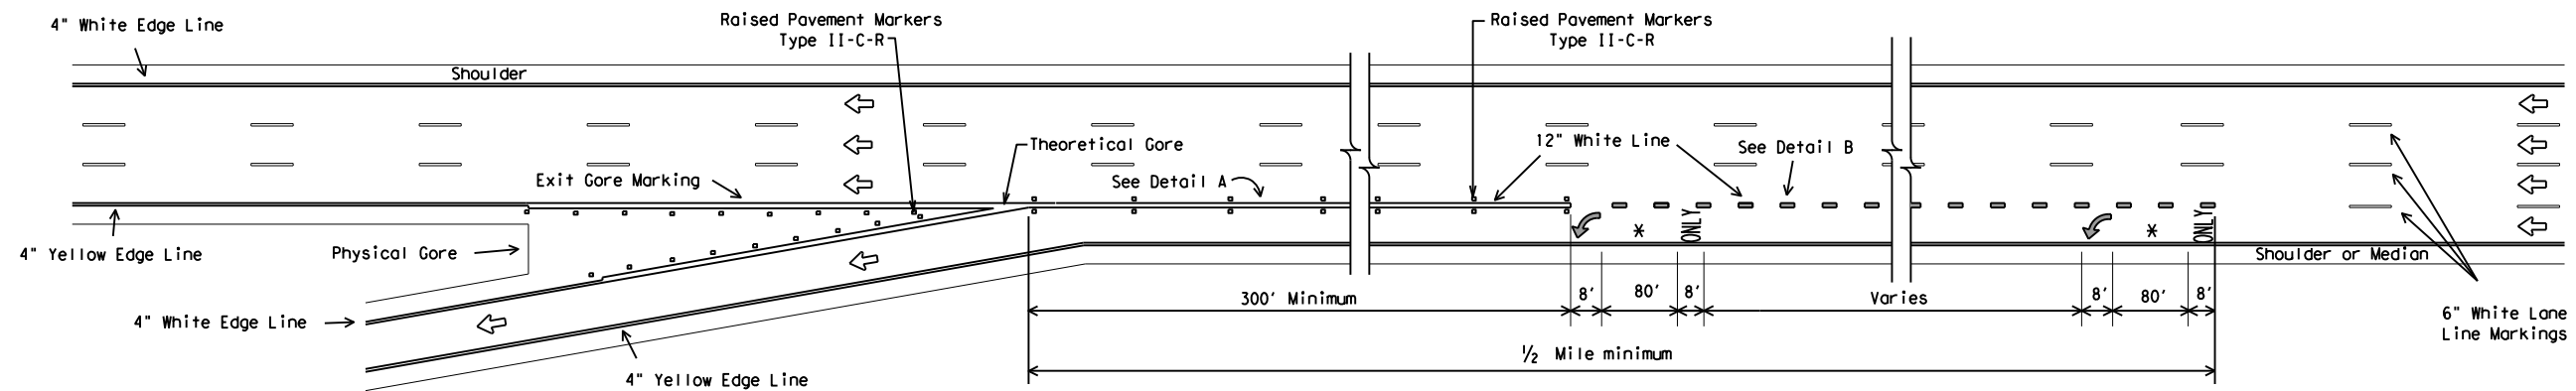 4" White Edge Line
Raised Pavement Markers
Type II-C-R
Raised Pavement Markers
Type II-C-R
Shoulder
Theoretical Gore
12" White Line
See Detail B
Exit Gore Marking
See Detail A
ONLY
*
ONLY
*
4" Yellow Edge Line
Physical Gore
Shoulder or Median
300' Minimum
8'
80'
8'
Varies
8'
80'
8'
4" White Edge Line
6" White Lane
Line Markings
1/2 Mile minimum
4" Yellow Edge Line